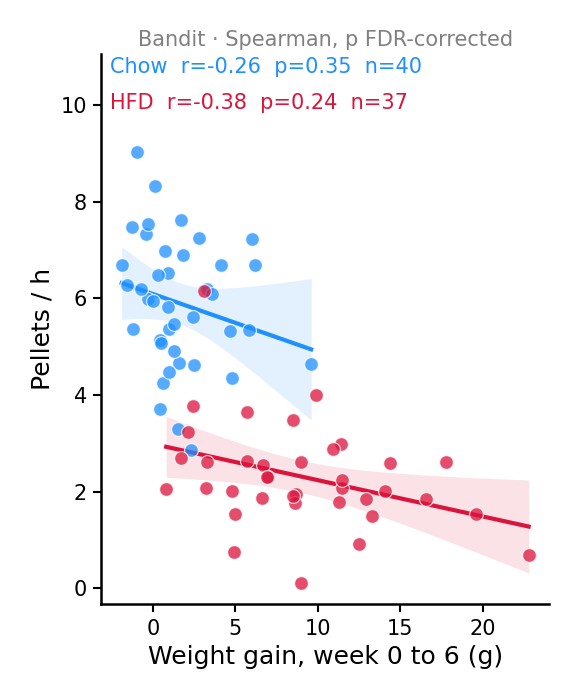 Bandit · Spearman, p FDR-corrected
Chow r=-0.26 p=0.35 n=40
HFD r=-0.38 p=0.24 n=37
10
8
6
4
2
0
Pellets / h
0 5 10 15 20
Weight gain, week 0 to 6 (g)